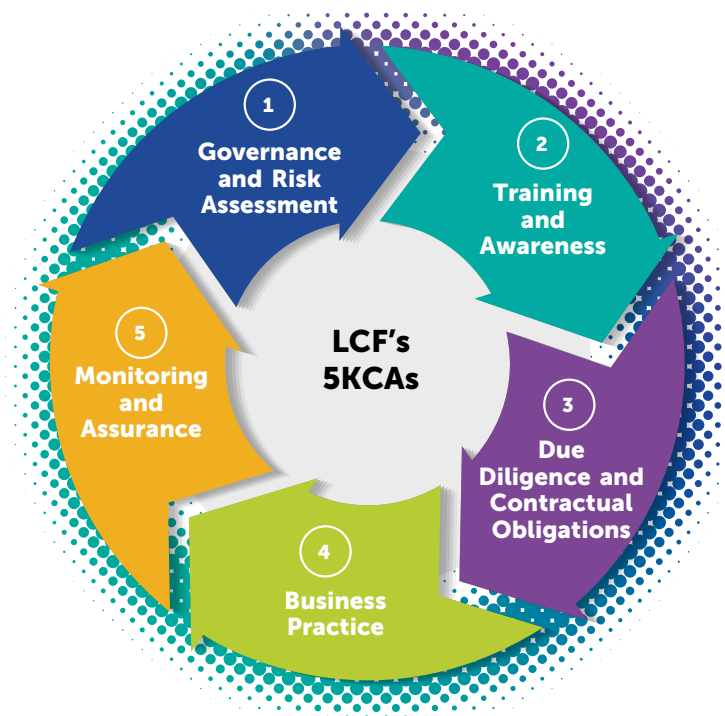 1
Governance
and Risk
Assessment
2
Training
and
Awareness
3
Due
Diligence and
Contractual
Obligations
4
Business
Practice
5
Monitoring
and
Assurance
LCF's
5KCAs